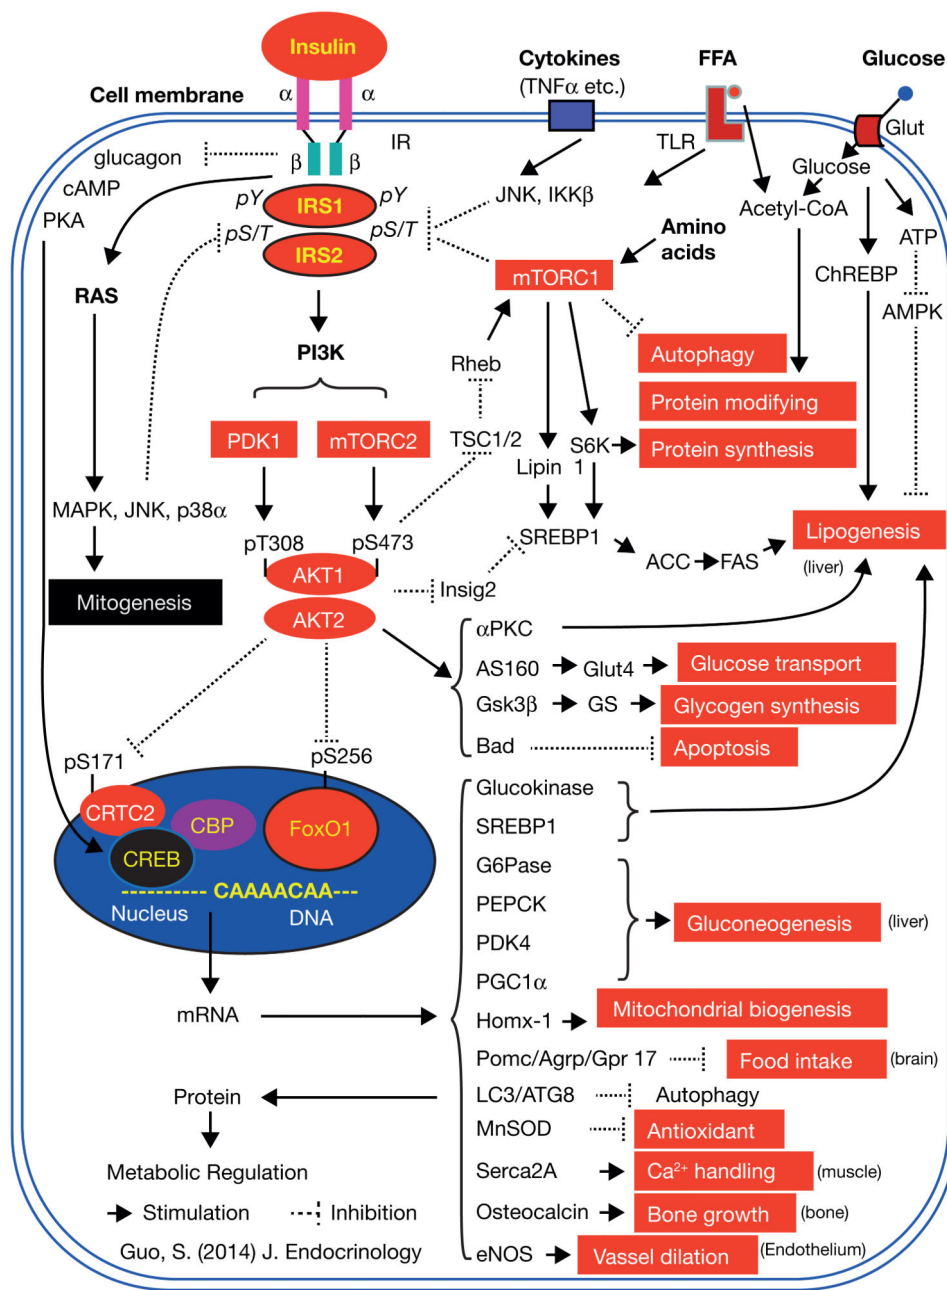 Insulin
Cytokines
(TNFα etc.)
FFA
Glucose
Cell membrane
α
α
IR
TLR
Glut
glucagon
β
β
cAMP
PKA
pY
IRS1
pY
JNK, IKKβ
Glucose
Acetyl-CoA
ATP
pS/T
pS/T
IRS2
Amino
acids
mTORC1
ChREBP
AMPK
RAS
PI3K
Rheb
Autophagy
Protein modifying
PDK1
mTORC2
TSC1/2
S6K
Protein synthesis
Lipin 1
MAPK, JNK, p38α
pT308
pS473
SREBP1
Lipogenesis
(liver)
ACC
FAS
AKT1
Insig2
Mitogenesis
AKT2
αPKC
AS160
Glut4
Glucose transport
Gsk3β
GS
Glycogen synthesis
Bad
Apoptosis
pS171
pS256
CRTC2
CBP
FoxO1
CREB
---------- CAAAACAA---
Nucleus
DNA
Glucokinase
SREBP1
G6Pase
PEPCK
PDK4
PGC1α
Gluconeogenesis
(liver)
mRNA
Homx-1
Mitochondrial biogenesis
Pomc/Agrp/Gpr 17
Food intake
(brain)
Protein
LC3/ATG8
Autophagy
MnSOD
Antioxidant
Metabolic Regulation
Serca2A
Ca²⁺ handling
(muscle)
Stimulation
Inhibition
Osteocalcin
Bone growth
(bone)
Guo, S. (2014) J. Endocrinology
eNOS
Vessel dilation
(Endothelium)